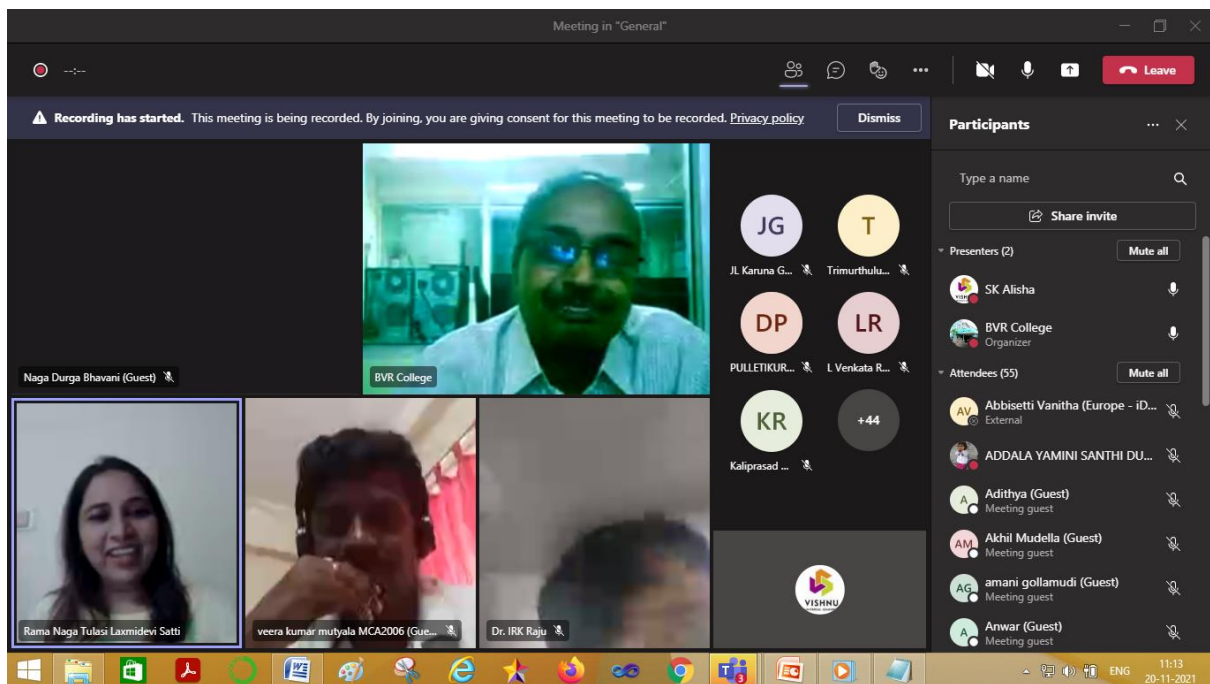 Meeting in "General"
--:--
Leave
Recording has started. This meeting is being recorded. By joining, you are giving consent for this meeting to be recorded. Privacy policy
Dismiss
Naga Durga Bhavani (Guest)
BVR College
JG
JL Karuna G...
T
Trimurthulu...
DP
PULLETIKUR...
LR
L Venkata R...
KR
Kaliprasad ...
+44
Rama Naga Tulasi Laxmidevi Satti
veera kumar mutyala MCA2006 (Gue...
Dr. IRK Raju
VISHNU
Participants
Type a name
Share invite
Presenters (2)
Mute all
SK Alisha
BVR College
Organizer
Attendees (55)
Mute all
AV
Abbisetti Vanitha (Europe - iD...
External
ADDALA YAMINI SANTHI DU...
A
Adithya (Guest)
Meeting guest
AM
Akhil Mudella (Guest)
Meeting guest
AG
amani gollamudi (Guest)
Meeting guest
A
Anwar (Guest)
Meeting guest
ENG
11:13
20-11-2021